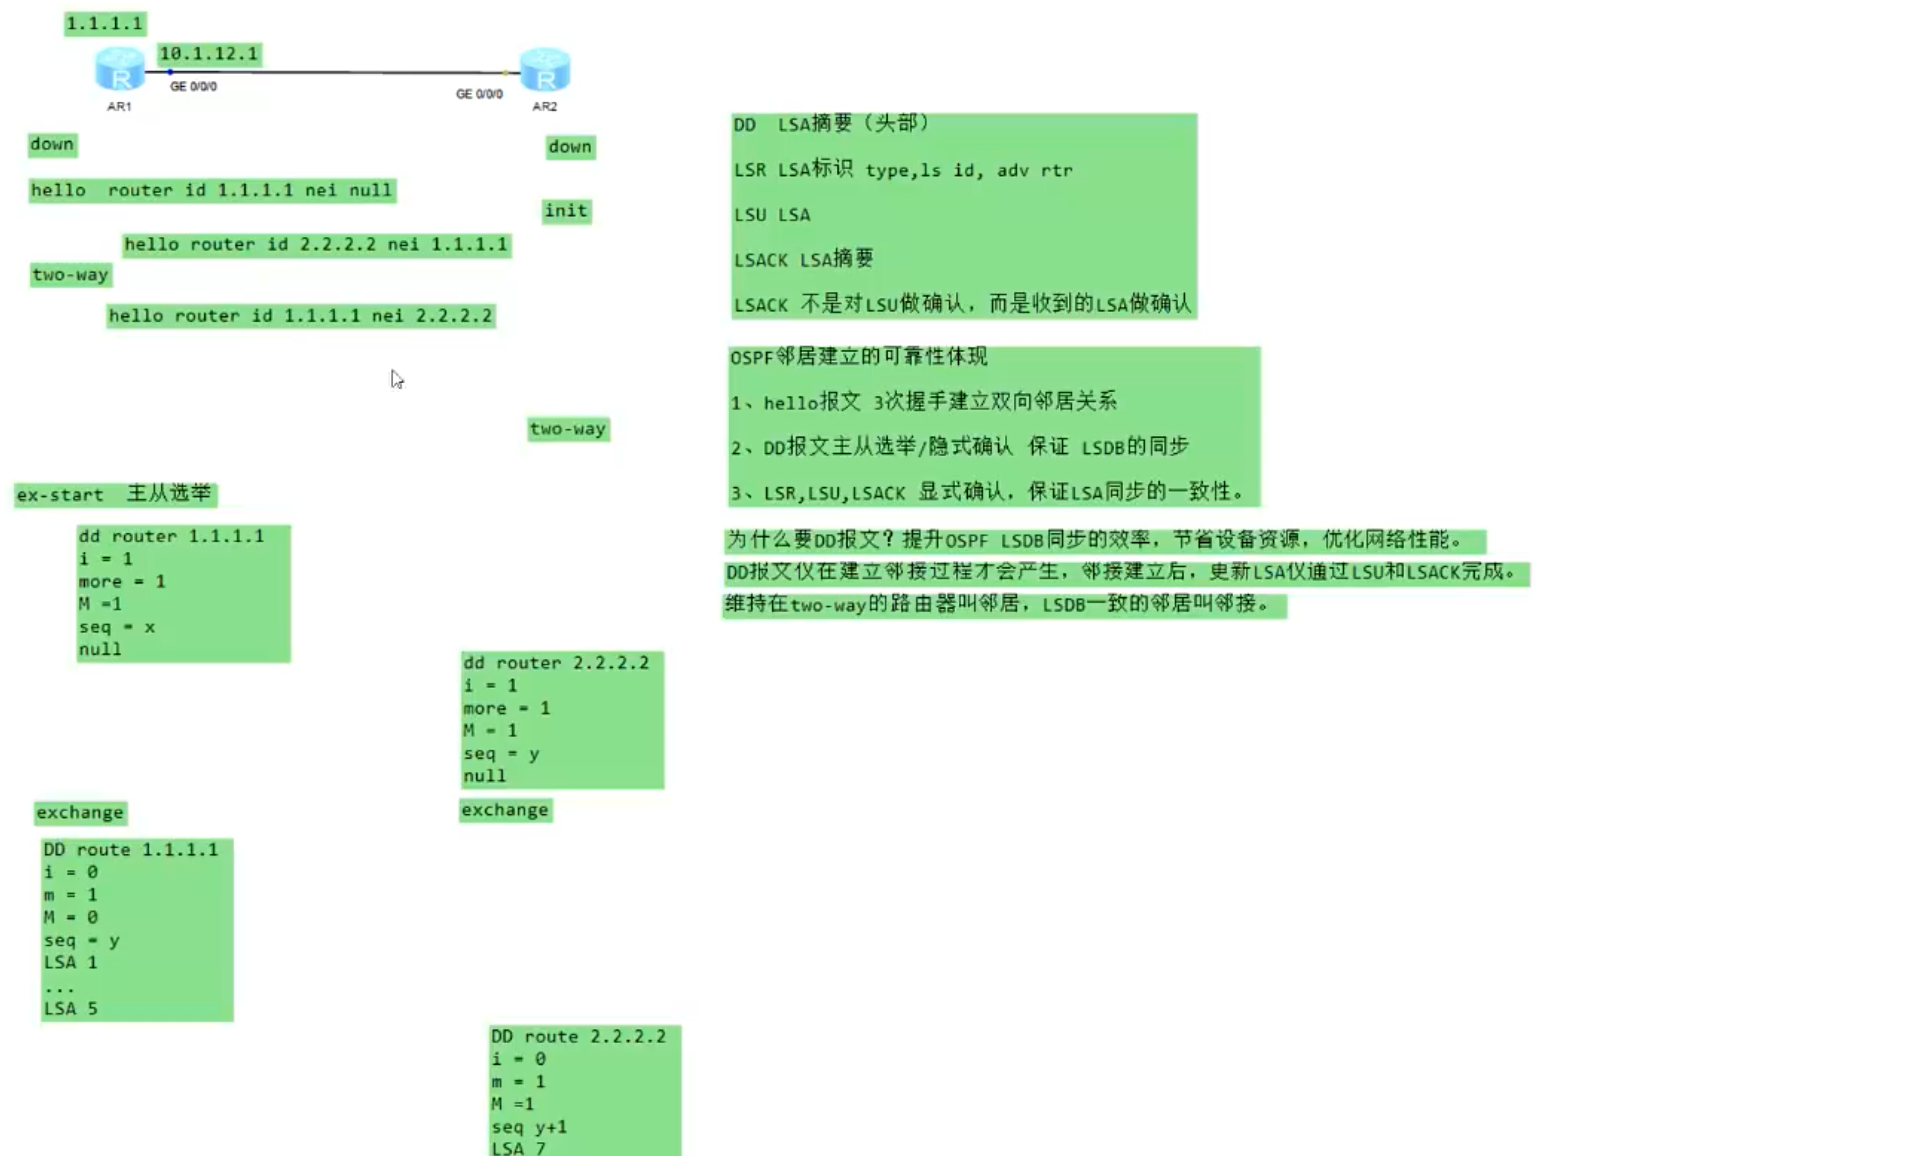 1.1.1.1
10.1.12.1
R
R
GE 0/0/0
GE 0/0/0
AR1
AR2
down
down
hello  router id 1.1.1.1 nei null
init
hello router id 2.2.2.2 nei 1.1.1.1
two-way
hello router id 1.1.1.1 nei 2.2.2.2
two-way
ex-start  主从选举
dd router 1.1.1.1
i = 1
more = 1
M =1
seq = x
null
dd router 2.2.2.2
i = 1
more = 1
M = 1
seq = y
null
exchange
exchange
DD route 1.1.1.1
i = 0
m = 1
M = 0
seq = y
LSA 1
...
LSA 5
DD route 2.2.2.2
i = 0
m = 1
M =1
seq y+1
LSA 7
DD  LSA摘要（头部）
LSR LSA标识 type,ls id, adv rtr
LSU LSA
LSACK LSA摘要
LSACK 不是对LSU做确认，而是收到的LSA做确认
OSPF邻居建立的可靠性体现
1、hello报文 3次握手建立双向邻居关系
2、DD报文主从选举/隐式确认 保证 LSDB的同步
3、LSR,LSU,LSACK 显式确认，保证LSA同步的一致性。
为什么要DD报文？提升OSPF LSDB同步的效率，节省设备资源，优化网络性能。
DD报文仅在建立邻接过程才会产生，邻接建立后，更新LSA仅通过LSU和LSACK完成。
维持在two-way的路由器叫邻居，LSDB一致的邻居叫邻接。